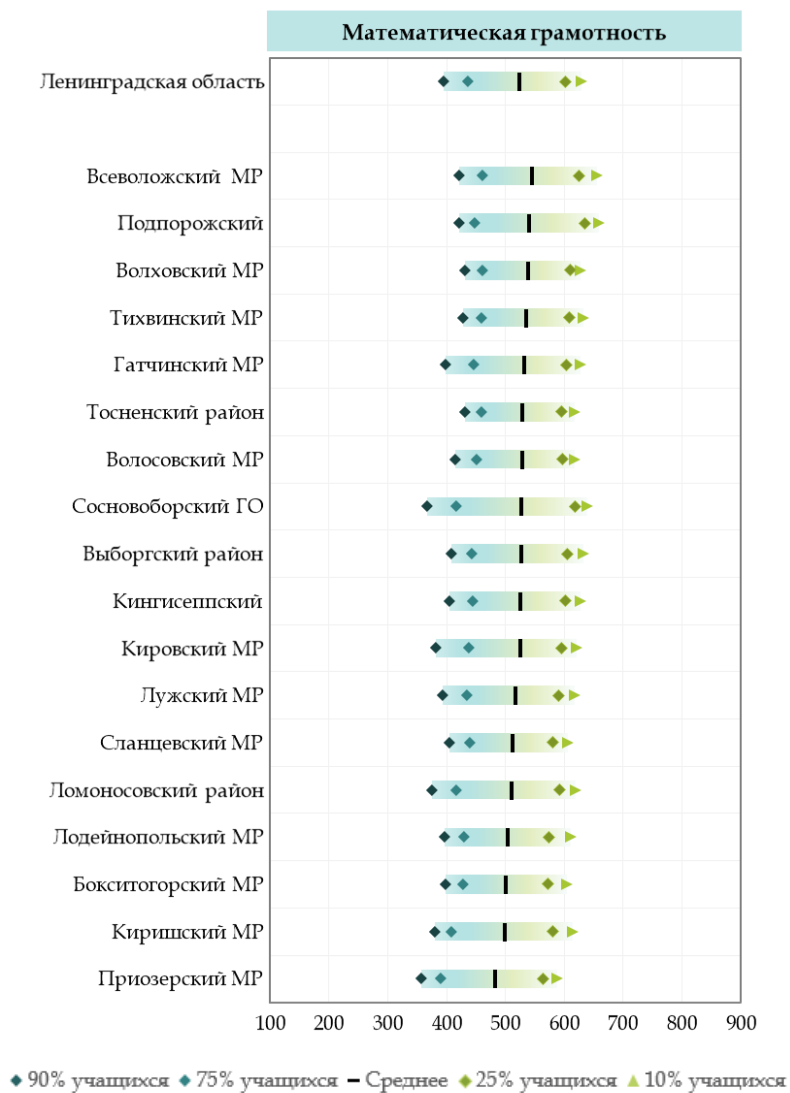 Математическая грамотность
Ленинградская область
Всеволожский МР
Подпорожский
Волховский МР
Тихвинский МР
Гатчинский МР
Тосненский район
Волосовский МР
Сосновоборский ГО
Выборгский район
Кингисеппский
Кировский МР
Лужский МР
Сланцевский МР
Ломоносовский район
Лодейнопольский МР
Бокситогорский МР
Киришский МР
Приозерский МР
100 200 300 400 500 600 700 800 900
90% учащихся 75% учащихся Среднее 25% учащихся 10% учащихся